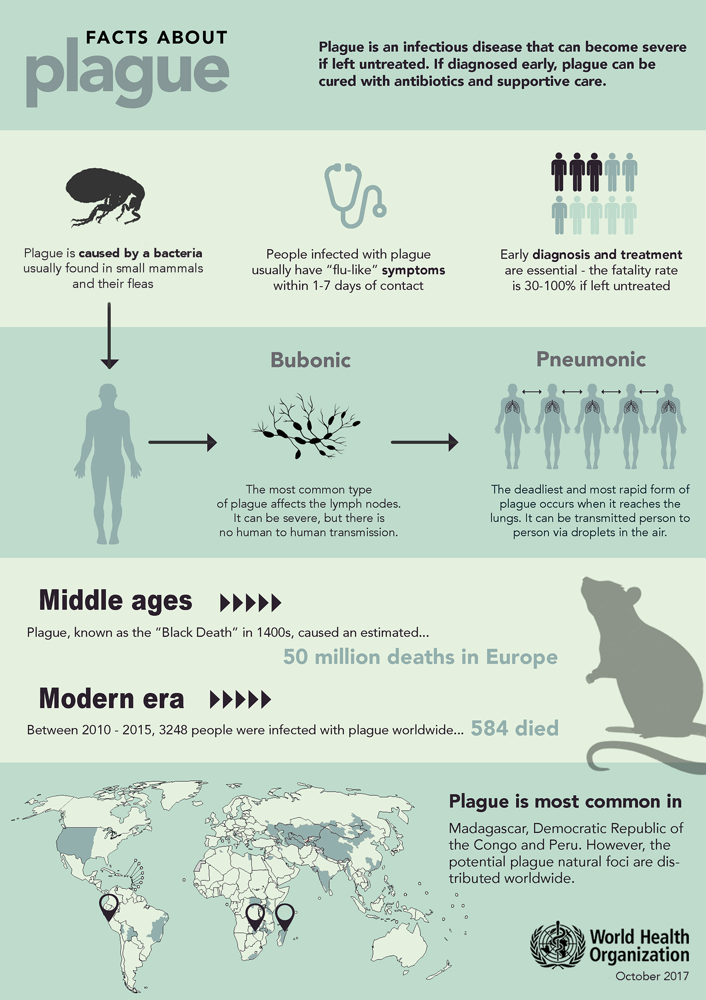 FACTS ABOUT
plague
Plague is an infectious disease that can become severe
if left untreated. If diagnosed early, plague can be
cured with antibiotics and supportive care.
Plague is caused by a bacteria
usually found in small mammals
and their fleas
People infected with plague
usually have “flu-like” symptoms
within 1-7 days of contact
Early diagnosis and treatment
are essential - the fatality rate
is 30-100% if left untreated
Bubonic
The most common type
of plague affects the lymph nodes.
It can be severe, but there is
no human to human transmission.
Pneumonic
The deadliest and most rapid form of
plague occurs when it reaches the
lungs. It can be transmitted person to
person via droplets in the air.
Middle ages
Plague, known as the “Black Death” in 1400s, caused an estimated...
50 million deaths in Europe
Modern era
Between 2010 - 2015, 3248 people were infected with plague worldwide... 584 died
Plague is most common in
Madagascar, Democratic Republic of
the Congo and Peru. However, the
potential plague natural foci are dis-
tributed worldwide.
World Health
Organization
October 2017